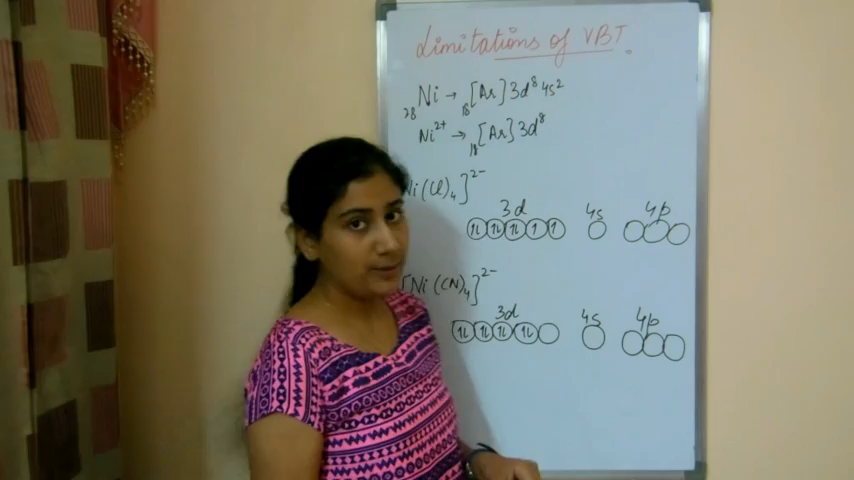 Limitations of VBT.
₂₈Ni → ₁₈[Ar] 3d⁸ 4s²
Ni²⁺ → ₁₈[Ar] 3d⁸
Ni(Cl)₄]²⁻
3d 4s 4p
[Ni(CN)₄]²⁻
3d 4s 4p